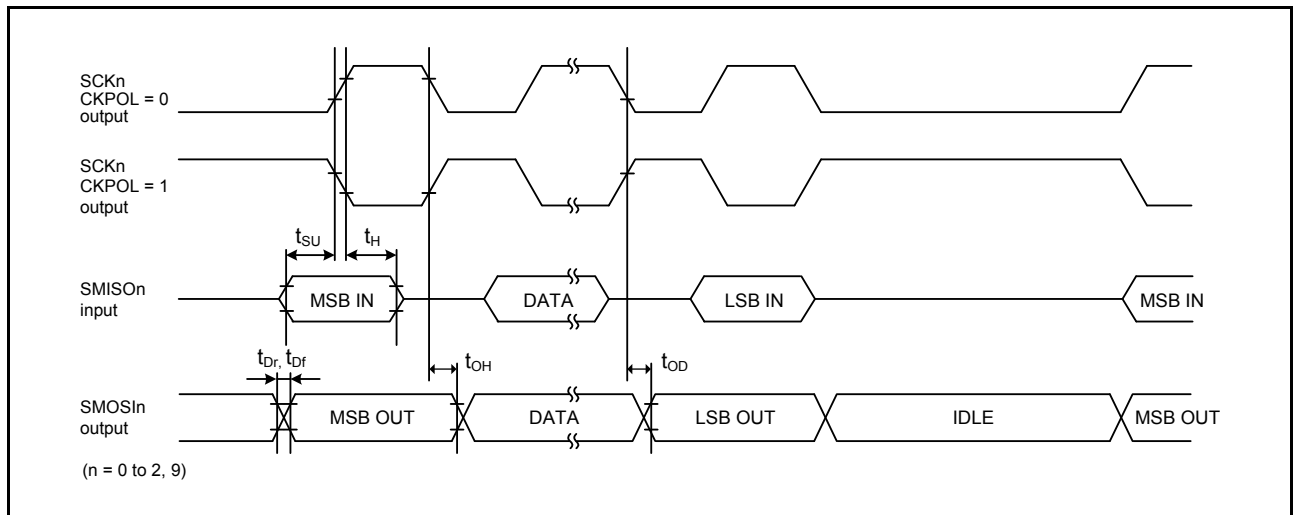 SCKn
CKPOL = 0
output
SCKn
CKPOL = 1
output
tSU
tH
SMISOn
input
MSB IN
DATA
LSB IN
MSB IN
tDr, tDf
tOH
tOD
SMOSIn
output
MSB OUT
DATA
LSB OUT
IDLE
MSB OUT
(n = 0 to 2, 9)